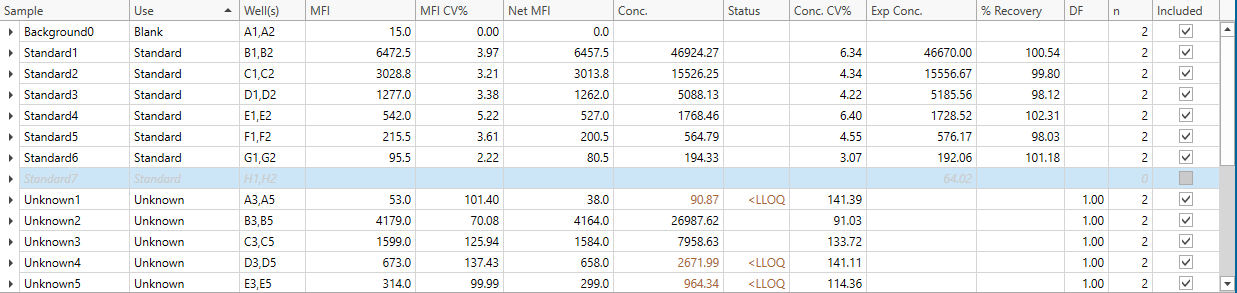 Sample Use Well(s) MFI MFI CV% Net MFI Conc. Status Conc. CV% Exp Conc. % Recovery DF n Included
Background0 Blank A1,A2 15.0 0.00 0.0 2
Standard1 Standard B1,B2 6472.5 3.97 6457.5 46924.27 6.34 46670.00 100.54 2
Standard2 Standard C1,C2 3028.8 3.21 3013.8 15526.25 4.34 15556.67 99.80 2
Standard3 Standard D1,D2 1277.0 3.38 1262.0 5088.13 4.22 5185.56 98.12 2
Standard4 Standard E1,E2 542.0 5.22 527.0 1768.46 6.40 1728.52 102.31 2
Standard5 Standard F1,F2 215.5 3.61 200.5 564.79 4.55 576.17 98.03 2
Standard6 Standard G1,G2 95.5 2.22 80.5 194.33 3.07 192.06 101.18 2
Standard7 Standard H1,H2 64.02 0
Unknown1 Unknown A3,A5 53.0 101.40 38.0 90.87 <LLOQ 141.39 1.00 2
Unknown2 Unknown B3,B5 4179.0 70.08 4164.0 26987.62 91.03 1.00 2
Unknown3 Unknown C3,C5 1599.0 125.94 1584.0 7958.63 133.72 1.00 2
Unknown4 Unknown D3,D5 673.0 137.43 658.0 2671.99 <LLOQ 141.11 1.00 2
Unknown5 Unknown E3,E5 314.0 99.99 299.0 964.34 <LLOQ 114.36 1.00 2